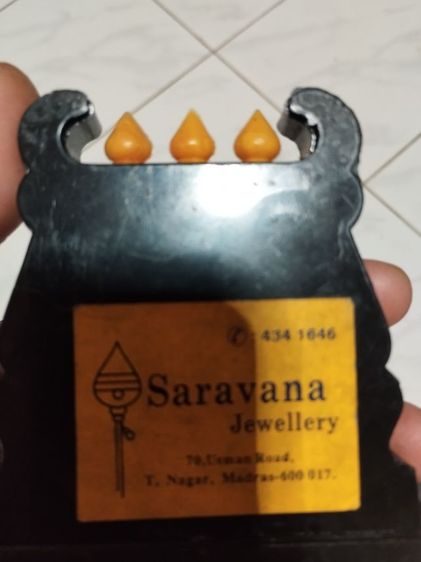 ✆ : 434 1646
Saravana
Jewellery
70, Usman Road,
T, Nagar, Madras-600 017.